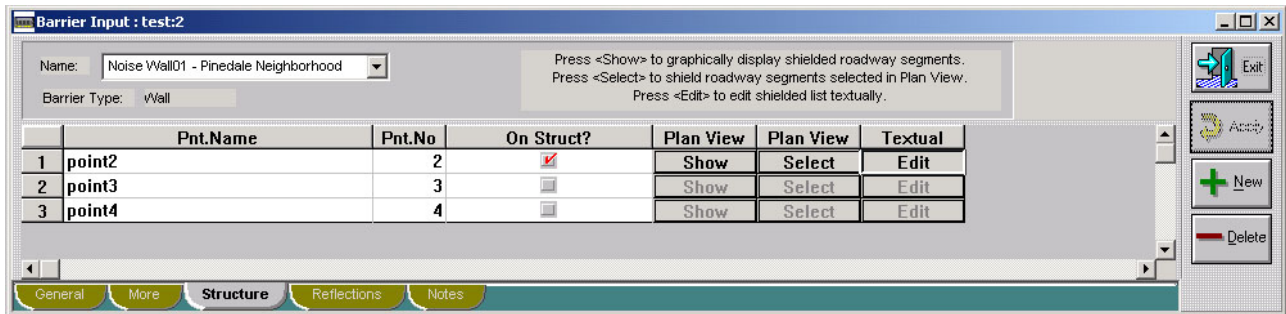 Barrier Input : test:2
Name: Noise Wall01 - Pinedale Neighborhood
Barrier Type: Wall
Press <Show> to graphically display shielded roadway segments.
Press <Select> to shield roadway segments selected in Plan View.
Press <Edit> to edit shielded list textually.
Exit
Apply
New
Delete
Pnt.Name Pnt.No On Struct? Plan View Plan View Textual
1 point2 2 Show Select Edit
2 point3 3 Show Select Edit
3 point4 4 Show Select Edit
General More Structure Reflections Notes